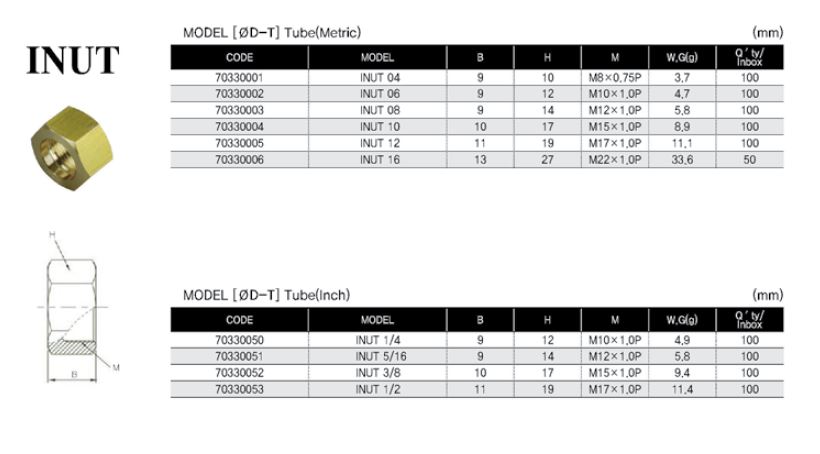 INUT
MODEL [ØD-T] Tube(Metric) (mm)
CODE MODEL B H M W.G(g) Q'ty/Inbox
70330001 INUT 04 9 10 M8×0.75P 3.7 100
70330002 INUT 06 9 12 M10×1.0P 4.7 100
70330003 INUT 08 9 14 M12×1.0P 5.8 100
70330004 INUT 10 10 17 M15×1.0P 8.9 100
70330005 INUT 12 11 19 M17×1.0P 11.1 100
70330006 INUT 16 13 27 M22×1.0P 33.6 50
H
B
M
MODEL [ØD-T] Tube(Inch) (mm)
CODE MODEL B H M W.G(g) Q'ty/Inbox
70330050 INUT 1/4 9 12 M10×1.0P 4.9 100
70330051 INUT 5/16 9 14 M12×1.0P 5.8 100
70330052 INUT 3/8 10 17 M15×1.0P 9.4 100
70330053 INUT 1/2 11 19 M17×1.0P 11.4 100